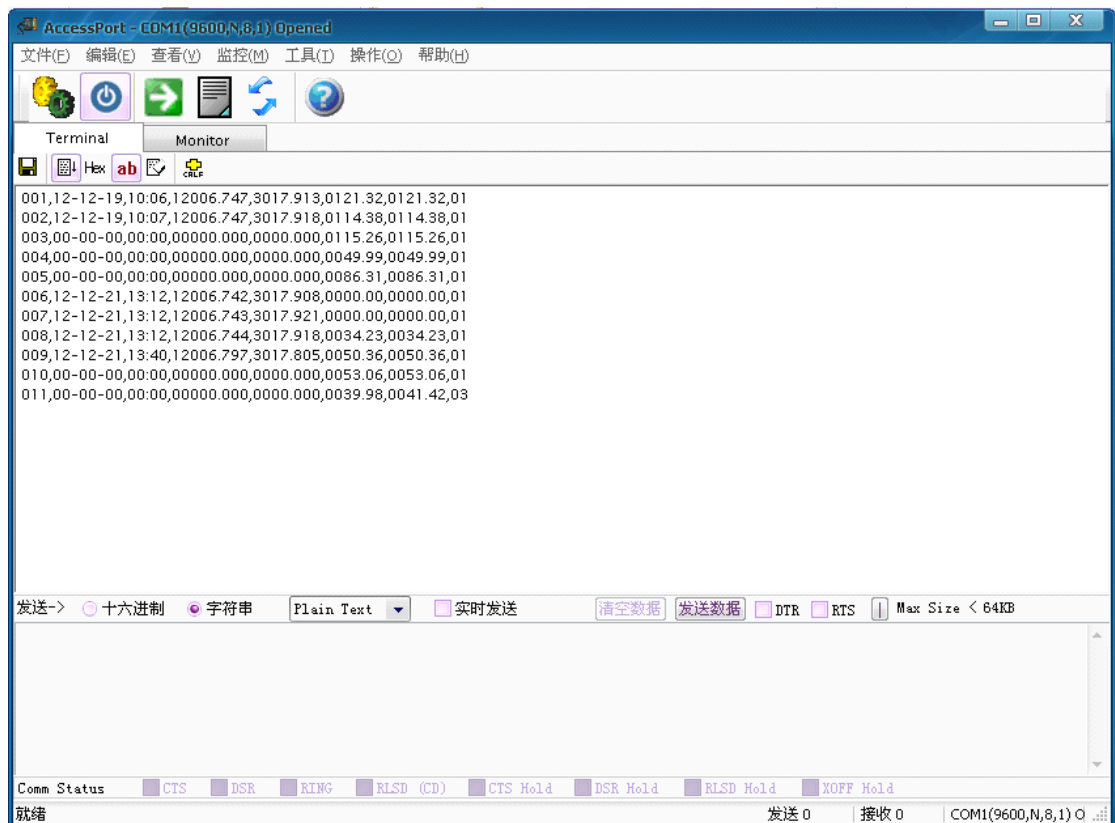 AccessPort - COM1(9600,N,8,1) Opened
文件(F) 编辑(E) 查看(V) 监控(M) 工具(T) 操作(O) 帮助(H)
Terminal Monitor
Hex ab CRLF
001,12-12-19,10:06,12006.747,3017.913,0121.32,0121.32,01
002,12-12-19,10:07,12006.747,3017.918,0114.38,0114.38,01
003,00-00-00,00:00,00000.000,0000.000,0115.26,0115.26,01
004,00-00-00,00:00,00000.000,0000.000,0049.99,0049.99,01
005,00-00-00,00:00,00000.000,0000.000,0086.31,0086.31,01
006,12-12-21,13:12,12006.742,3017.908,0000.00,0000.00,01
007,12-12-21,13:12,12006.743,3017.921,0000.00,0000.00,01
008,12-12-21,13:12,12006.744,3017.918,0034.23,0034.23,01
009,12-12-21,13:40,12006.797,3017.805,0050.36,0050.36,01
010,00-00-00,00:00,00000.000,0000.000,0053.06,0053.06,01
011,00-00-00,00:00,00000.000,0000.000,0039.98,0041.42,03
发送-> 十六进制 字符串 Plain Text 实时发送 清空数据 发送数据 DTR RTS Max Size < 64KB
Comm Status CTS DSR RING RLSD (CD) CTS Hold DSR Hold RLSD Hold XOFF Hold
就绪 发送 0 接收 0 COM1(9600,N,8,1) O